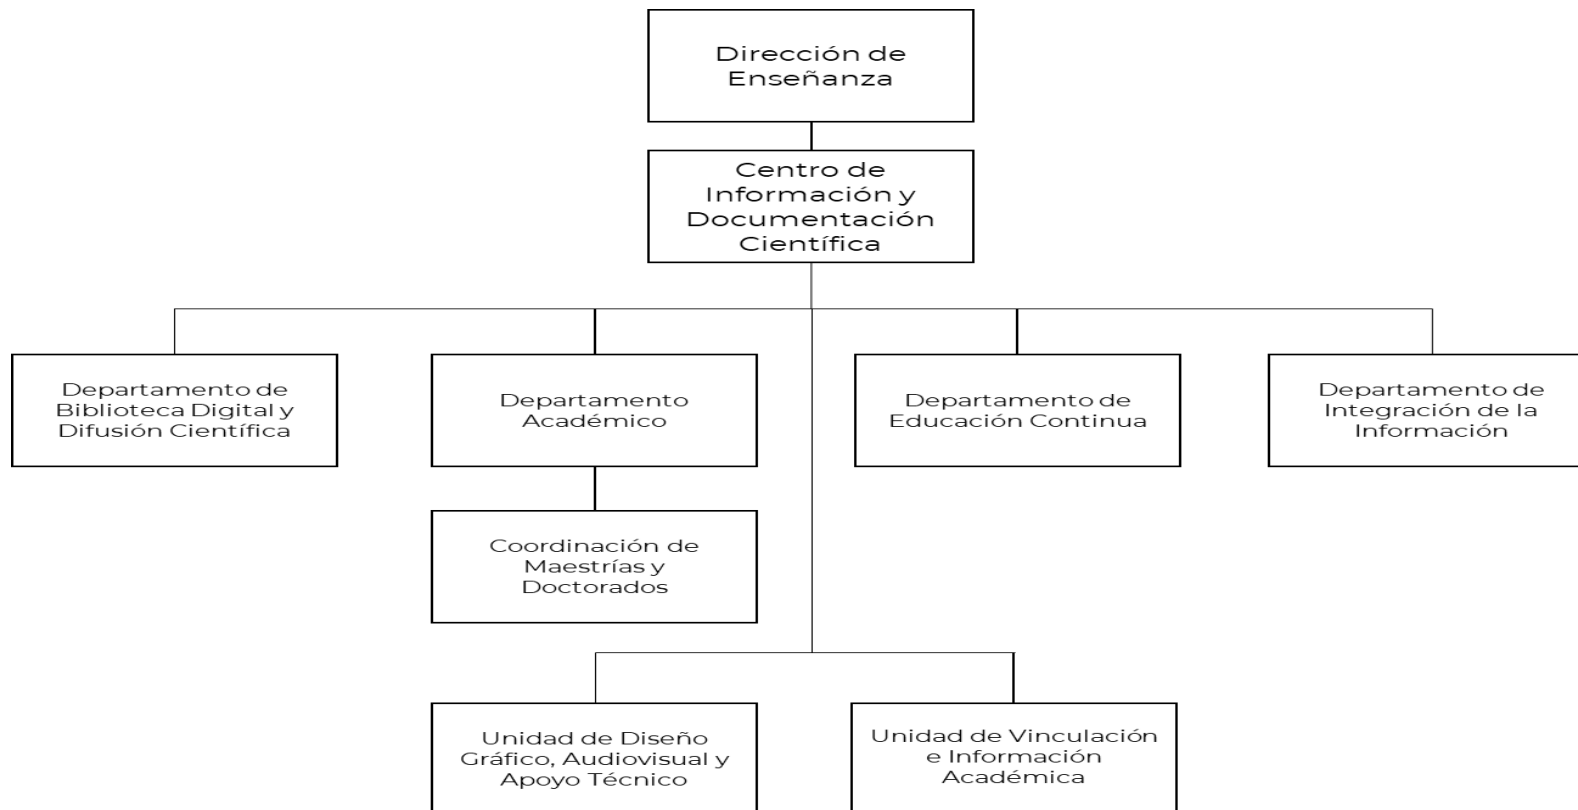 Dirección de
Enseñanza
Centro de
Información y
Documentación
Científica
Departamento de
Biblioteca Digital y
Difusión Científica
Departamento
Académico
Departamento de
Educación Continua
Departamento de
Integración de la
Información
Coordinación de
Maestrías y
Doctorados
Unidad de Diseño
Gráfico, Audiovisual y
Apoyo Técnico
Unidad de Vinculación
e Información
Académica